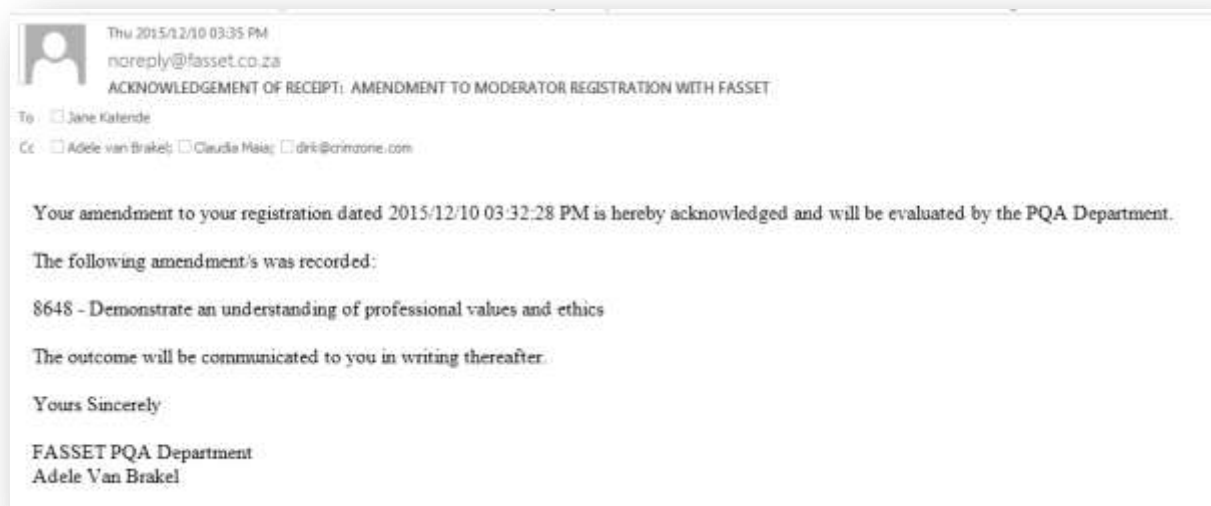 Thu 2015/12/10 03:35 PM
noreply@fasset.co.za
ACKNOWLEDGEMENT OF RECEIPT: AMENDMENT TO MODERATOR REGISTRATION WITH FASSET
To Jane Katende
Cc Adele van Brakel; Claudia Maia; dirk@crimzone.com
Your amendment to your registration dated 2015/12/10 03:32:28 PM is hereby acknowledged and will be evaluated by the PQA Department.
The following amendment/s was recorded:
8648 - Demonstrate an understanding of professional values and ethics
The outcome will be communicated to you in writing thereafter.
Yours Sincerely
FASSET PQA Department
Adele Van Brakel